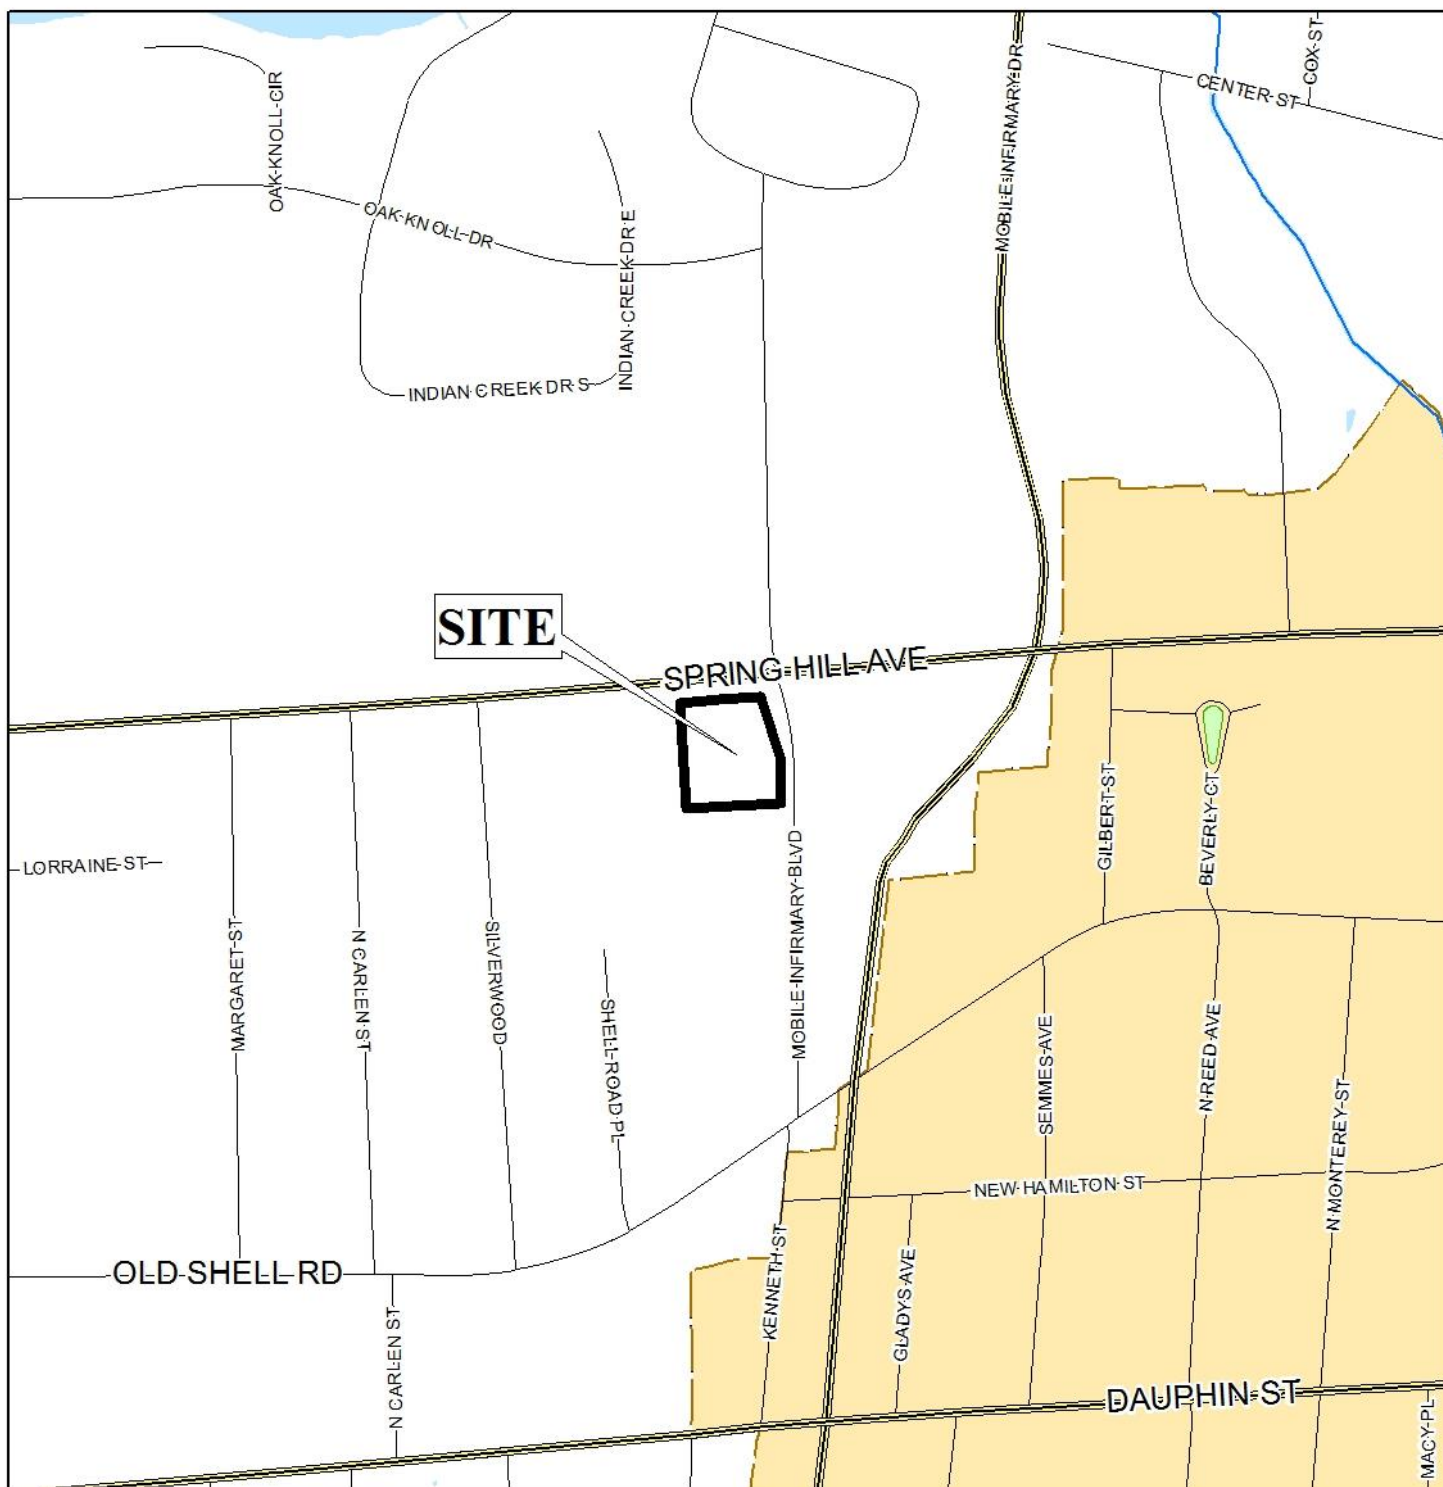 COX ST
CENTER ST
OAK KNOLL CIR
MOBILE INFIRMARY DR
OAK KNOLL DR
INDIAN CREEK DR E
INDIAN CREEK DR S
SITE
SPRING HILL AVE
GILBERT ST
BEVERLY CT
LORRAINE ST
MOBILE INFIRMARY BLVD
MARGARET ST
N CARLEN ST
SILVERWOOD
SHELL ROAD PL
SEMMES AVE
N REED AVE
N MONTEREY ST
NEW HAMILTON ST
OLD SHELL RD
KENNETH ST
GLADYS AVE
N CARLEN ST
DAUPHIN ST
MACY PL